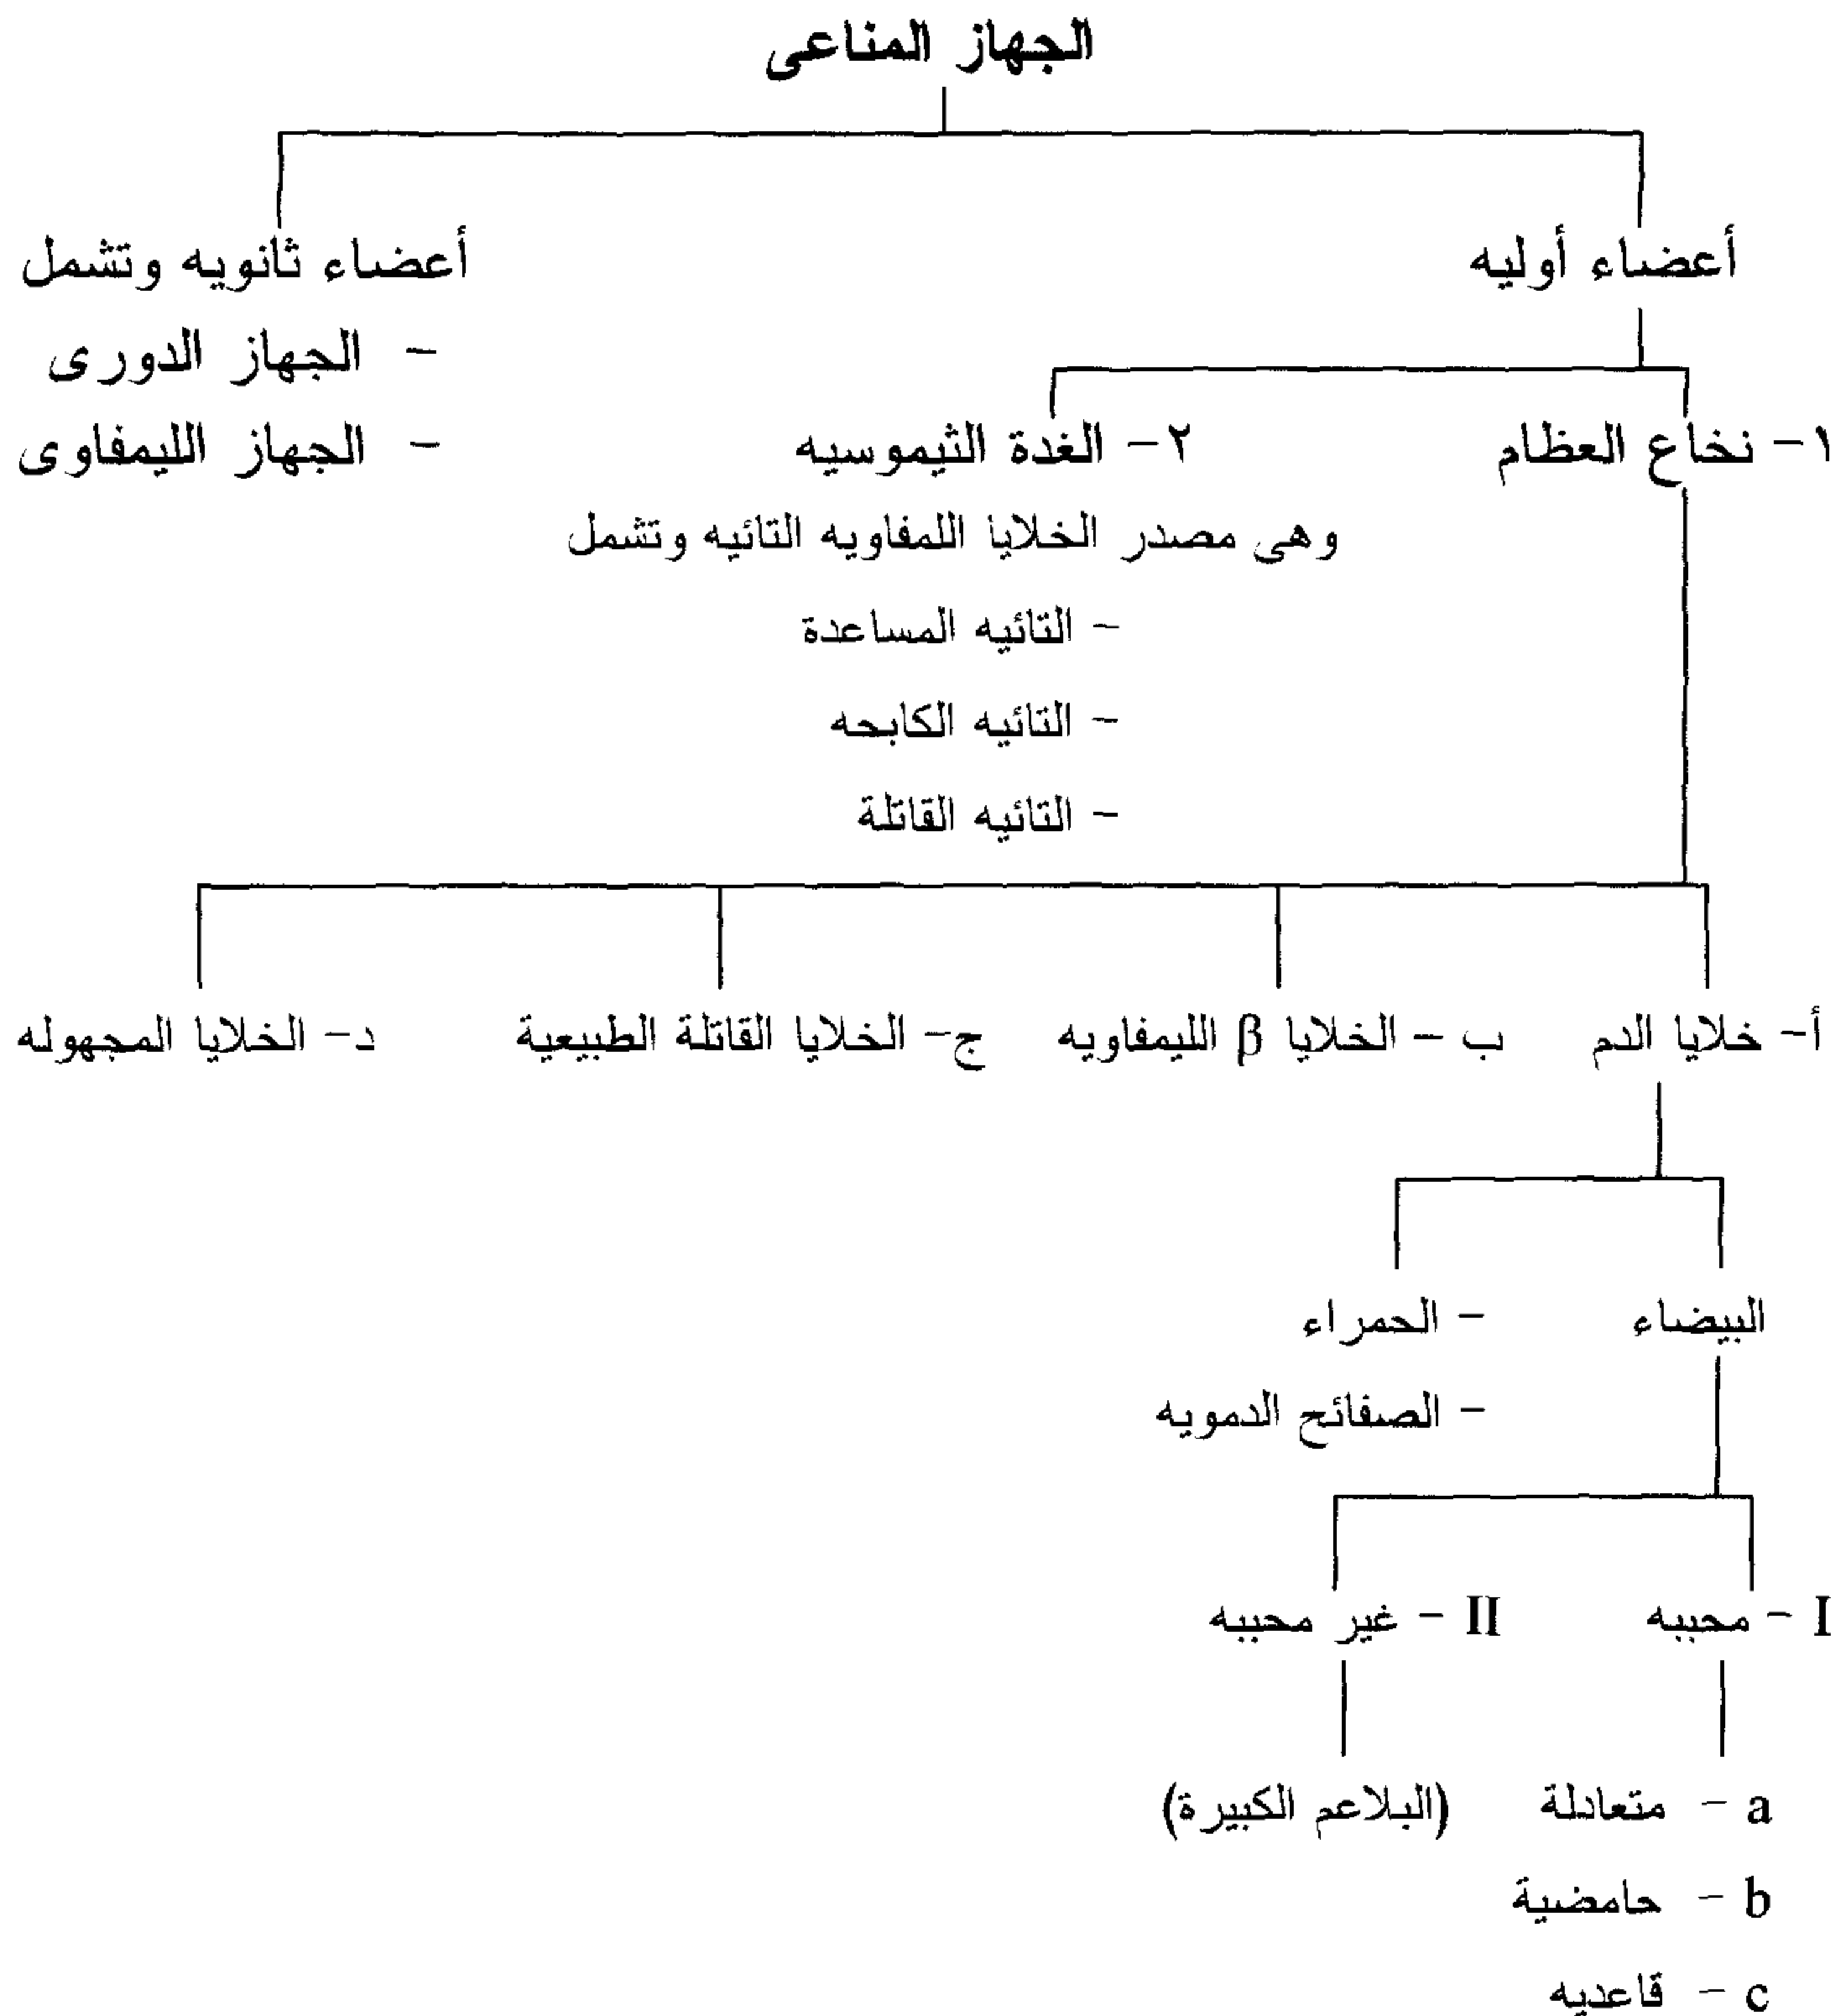 الجهاز المناعى
أعضاء أوليه
أعضاء ثانويه وتشمل
- الجهاز الدورى
- الجهاز الليمفاوى
١- نخاع العظام
٢- الغدة الثيموسيه
وهى مصدر الخلايا اللمفاويه التائيه وتشمل
- التائيه المساعدة
- التائيه الكابحه
- التائيه القاتلة
أ- خلايا الدم
ب - الخلايا β الليمفاويه
ج- الخلايا القاتلة الطبيعية
د- الخلايا المجهوله
البيضاء
- الحمراء
- الصفائح الدمويه
I - محببه
II - غير محببه
a - متعادلة
(البلاعم الكبيرة)
b - حامضية
c - قاعديه